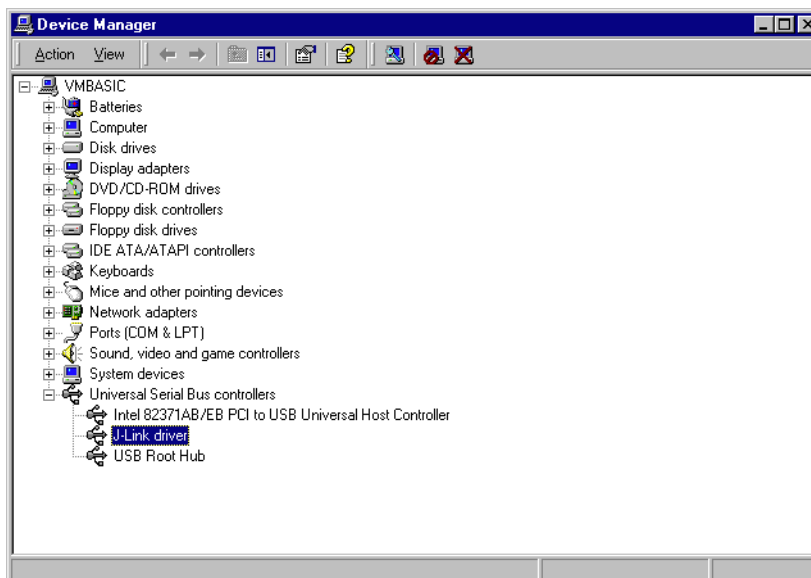 Device Manager
Action View
VMBASIC
Batteries
Computer
Disk drives
Display adapters
DVD/CD-ROM drives
Floppy disk controllers
Floppy disk drives
IDE ATA/ATAPI controllers
Keyboards
Mice and other pointing devices
Network adapters
Ports (COM & LPT)
Sound, video and game controllers
System devices
Universal Serial Bus controllers
Intel 82371AB/EB PCI to USB Universal Host Controller
J-Link driver
USB Root Hub